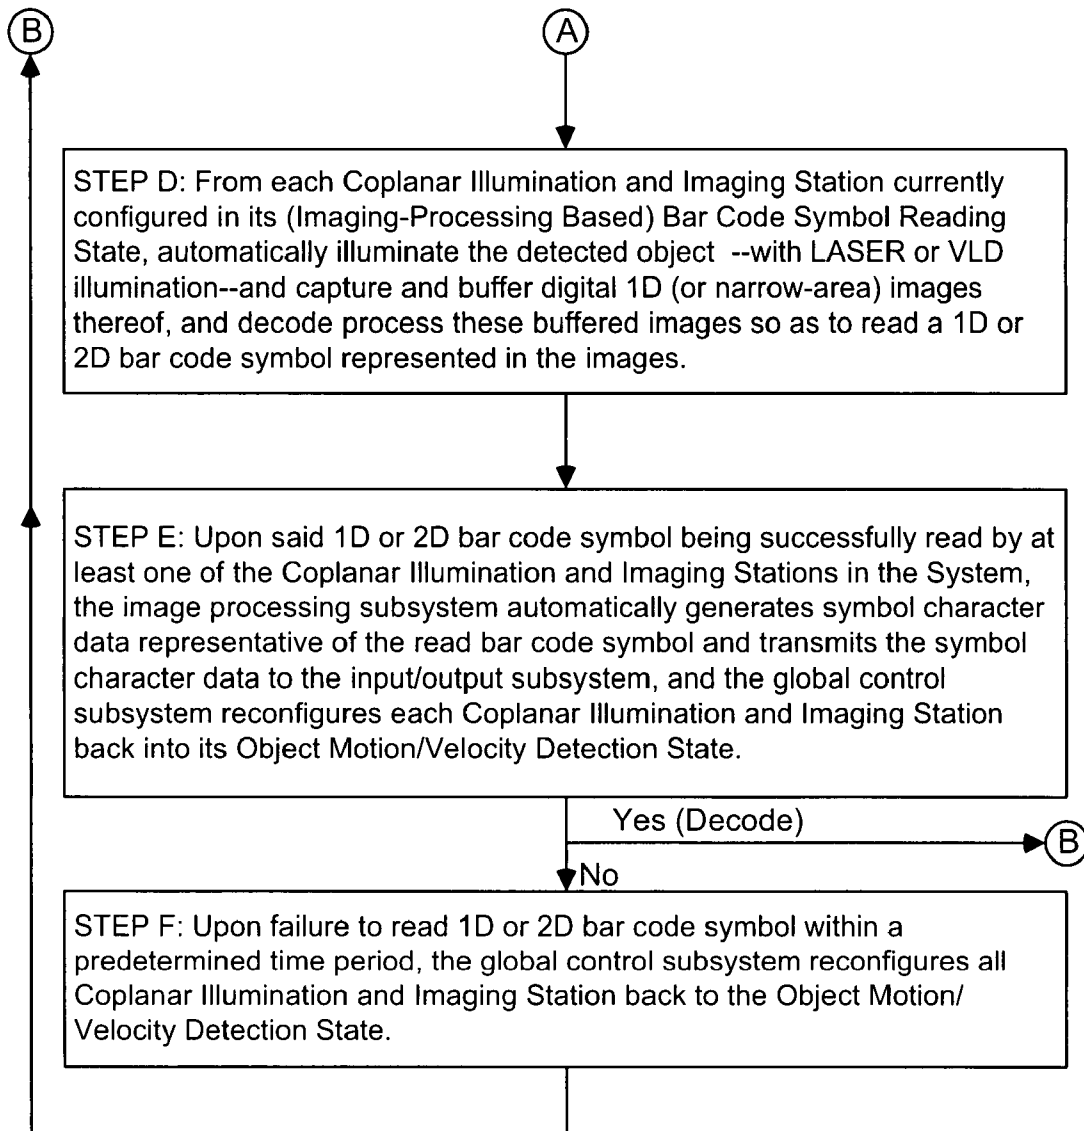 B
A
STEP D: From each Coplanar Illumination and Imaging Station currently
configured in its (Imaging-Processing Based) Bar Code Symbol Reading
State, automatically illuminate the detected object --with LASER or VLD
illumination--and capture and buffer digital 1D (or narrow-area) images
thereof, and decode process these buffered images so as to read a 1D or
2D bar code symbol represented in the images.
STEP E: Upon said 1D or 2D bar code symbol being successfully read by at
least one of the Coplanar Illumination and Imaging Stations in the System,
the image processing subsystem automatically generates symbol character
data representative of the read bar code symbol and transmits the symbol
character data to the input/output subsystem, and the global control
subsystem reconfigures each Coplanar Illumination and Imaging Station
back into its Object Motion/Velocity Detection State.
Yes (Decode)
B
No
STEP F: Upon failure to read 1D or 2D bar code symbol within a
predetermined time period, the global control subsystem reconfigures all
Coplanar Illumination and Imaging Station back to the Object Motion/
Velocity Detection State.